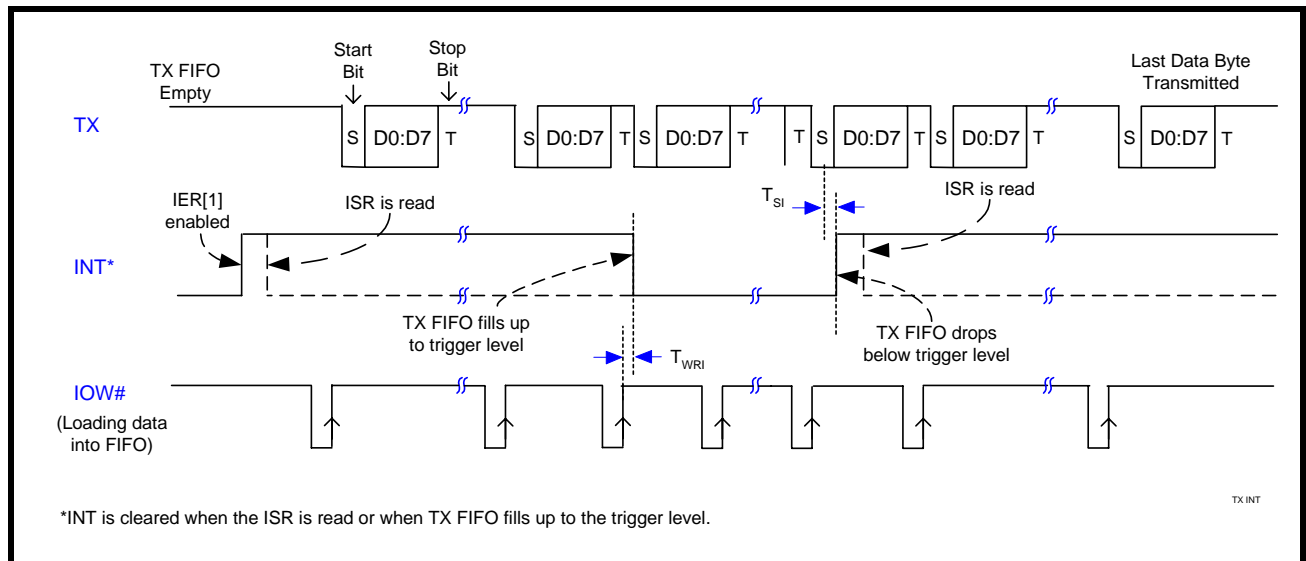 Start
Bit
Stop
Bit
TX FIFO
Empty
Last Data Byte
Transmitted
TX
S D0:D7 T S D0:D7 T S D0:D7 T T S D0:D7 T S D0:D7 T S D0:D7 T
IER[1]
enabled
ISR is read
TSI
ISR is read
INT*
TX FIFO fills up
to trigger level
TX FIFO drops
below trigger level
TWRI
IOW#
(Loading data
into FIFO)
TX INT
*INT is cleared when the ISR is read or when TX FIFO fills up to the trigger level.